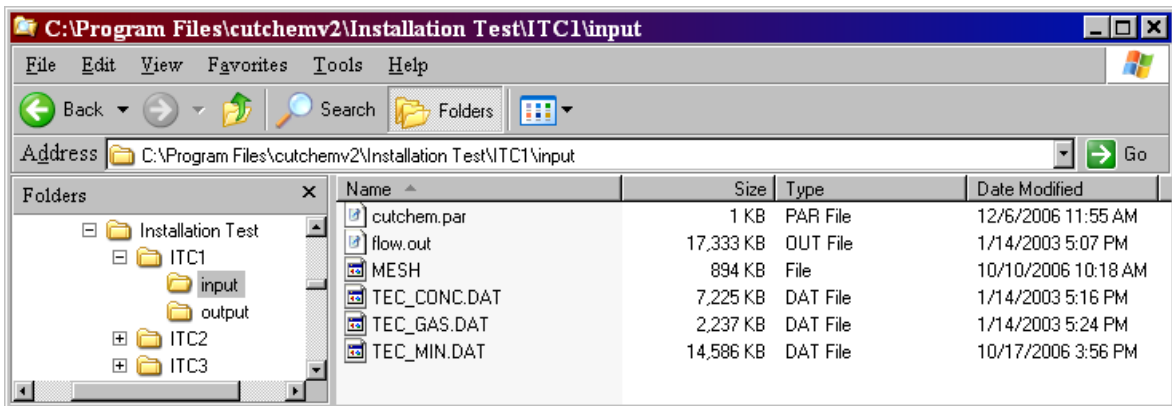 C:\Program Files\cutchemv2\Installation Test\ITC1\input
File Edit View Favorites Tools Help
Back Search Folders
Address C:\Program Files\cutchemv2\Installation Test\ITC1\input Go
Folders × Name Size Type Date Modified
Installation Test cutchem.par 1 KB PAR File 12/6/2006 11:55 AM
flow.out 17,333 KB OUT File 1/14/2003 5:07 PM
ITC1 MESH 894 KB File 10/10/2006 10:18 AM
input TEC_CONC.DAT 7,225 KB DAT File 1/14/2003 5:16 PM
output TEC_GAS.DAT 2,237 KB DAT File 1/14/2003 5:24 PM
ITC2 TEC_MIN.DAT 14,586 KB DAT File 10/17/2006 3:56 PM
ITC3